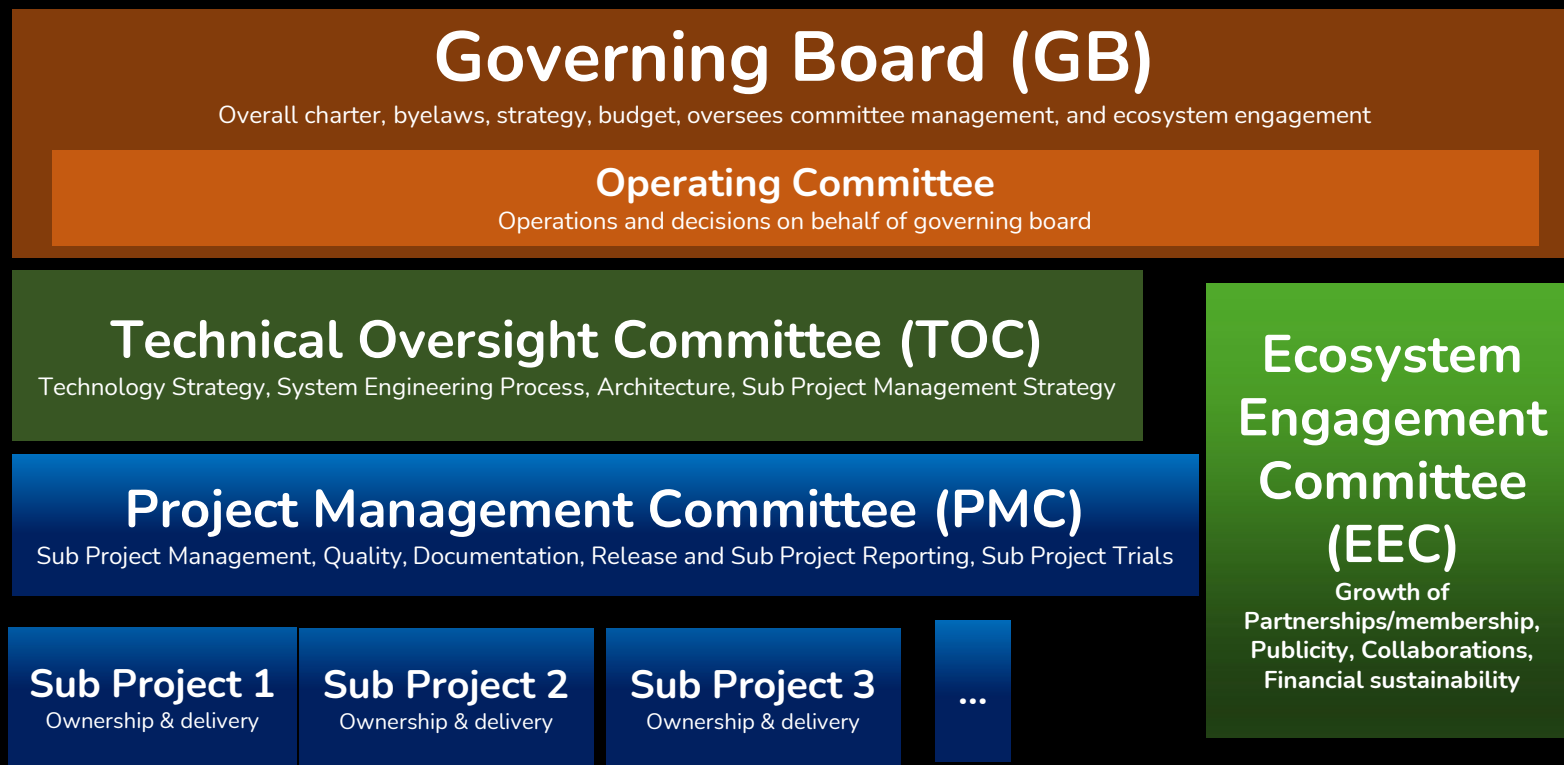 Governing Board (GB)
Overall charter, byelaws, strategy, budget, oversees committee management, and ecosystem engagement
Operating Committee
Operations and decisions on behalf of governing board
Technical Oversight Committee (TOC)
Technology Strategy, System Engineering Process, Architecture, Sub Project Management Strategy
Project Management Committee (PMC)
Sub Project Management, Quality, Documentation, Release and Sub Project Reporting, Sub Project Trials
Sub Project 1
Ownership & delivery
Sub Project 2
Ownership & delivery
Sub Project 3
Ownership & delivery
...
Ecosystem
Engagement
Committee
(EEC)
Growth of
Partnerships/membership,
Publicity, Collaborations,
Financial sustainability